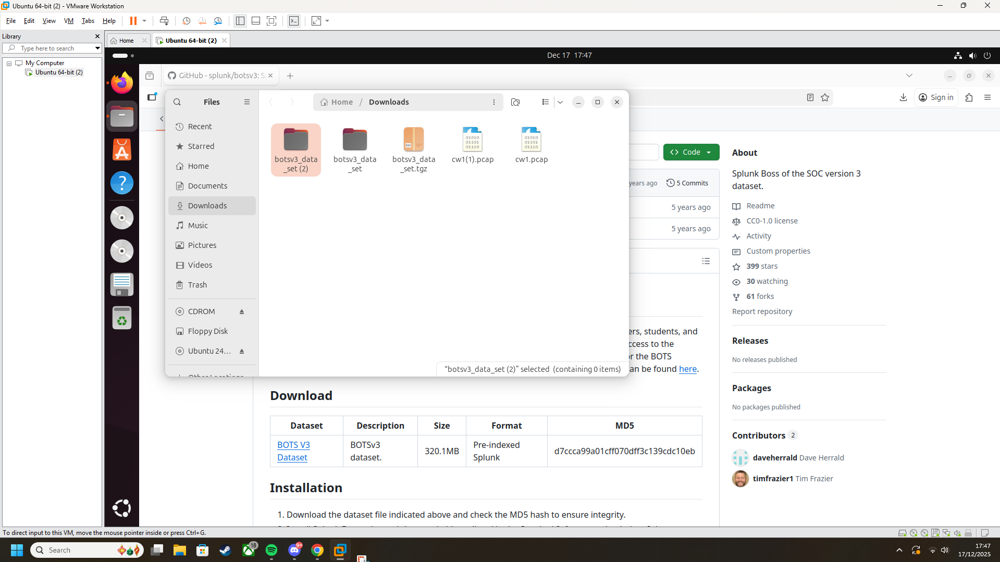 Ubuntu 64-bit (2) - VMware Workstation
File Edit View VM Tabs Help
Library
Type here to search
My Computer
Ubuntu 64-bit (2)
Home
Ubuntu 64-bit (2)
Dec 17 17:47
GitHub - splunk/botsv3: S
Sign in
Files
Home / Downloads
Recent
Starred
Home
Documents
Downloads
Music
Pictures
Videos
Trash
CDROM
Floppy Disk
Ubuntu 24...
botsv3_data
_set (2)
botsv3_data
_set
botsv3_data
_set.tgz
cw1(1).pcap
cw1.pcap
"botsv3_data_set (2)" selected (containing 0 items)
Code
years ago
5 Commits
5 years ago
5 years ago
ers, students, and
ccess to the
or the BOTS
an be found here.
Download
Dataset Description Size Format MD5
BOTS V3 Dataset BOTSv3 dataset. 320.1MB Pre-indexed Splunk d7ccca99a01cff070dff3c139cdc10eb
Installation
1. Download the dataset file indicated above and check the MD5 hash to ensure integrity.
About
Splunk Boss of the SOC version 3
dataset.
Readme
CC0-1.0 license
Activity
Custom properties
399 stars
30 watching
61 forks
Report repository
Releases
No releases published
Packages
No packages published
Contributors 2
daveherrald Dave Herrald
timfrazier1 Tim Frazier
To direct input to this VM, move the mouse pointer inside or press Ctrl+G.
Search
18
9+
17:47
17/12/2025